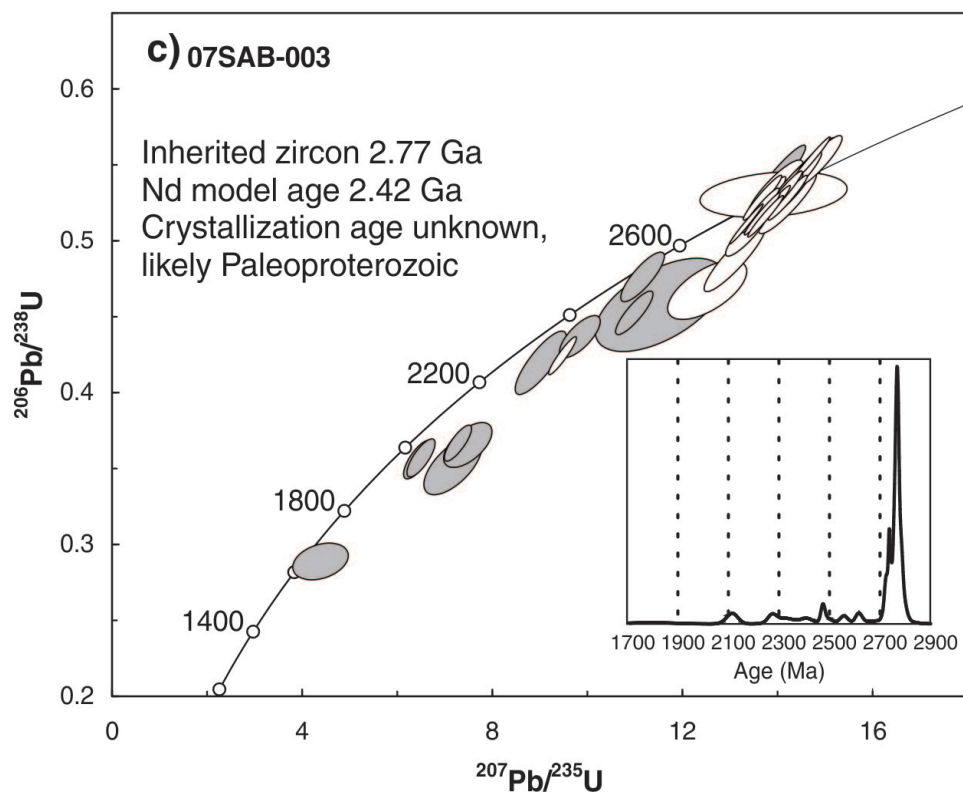 c) 07SAB-003
Inherited zircon 2.77 Ga
Nd model age 2.42 Ga
Crystallization age unknown,
likely Paleoproterozoic
0.6
0.5
0.4
0.3
0.2
206Pb/238U
2600
2200
1800
1400
1700 1900 2100 2300 2500 2700 2900
Age (Ma)
0 4 8 12 16
207Pb/235U